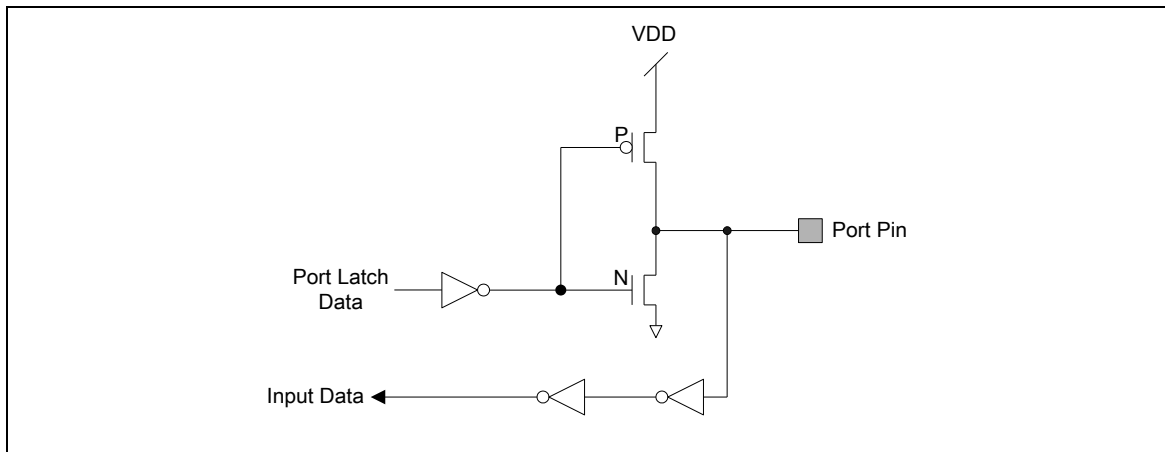 VDD
P
Port Pin
N
Port Latch
Data
Input Data